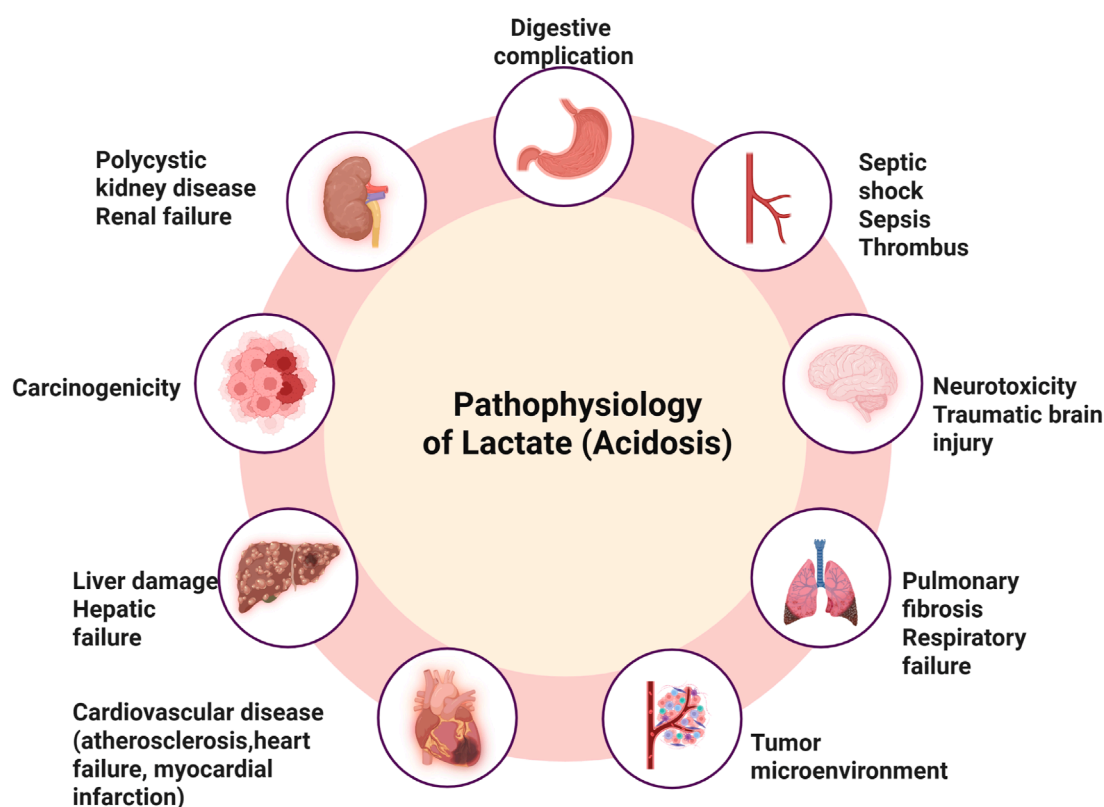 Digestive
complication
Septic
shock
Sepsis
Thrombus
Neurotoxicity
Traumatic brain
injury
Pulmonary
fibrosis
Respiratory
failure
Tumor
microenvironment
Cardiovascular disease
(atherosclerosis,heart
failure, myocardial
infarction)
Liver damage
Hepatic
failure
Carcinogenicity
Polycystic
kidney disease
Renal failure
Pathophysiology
of Lactate (Acidosis)